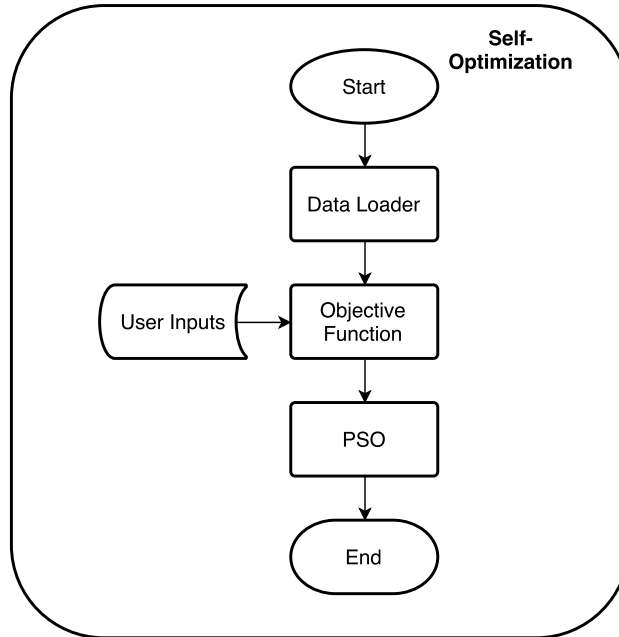 Self-
Optimization
Start
Data Loader
User Inputs
Objective
Function
PSO
End